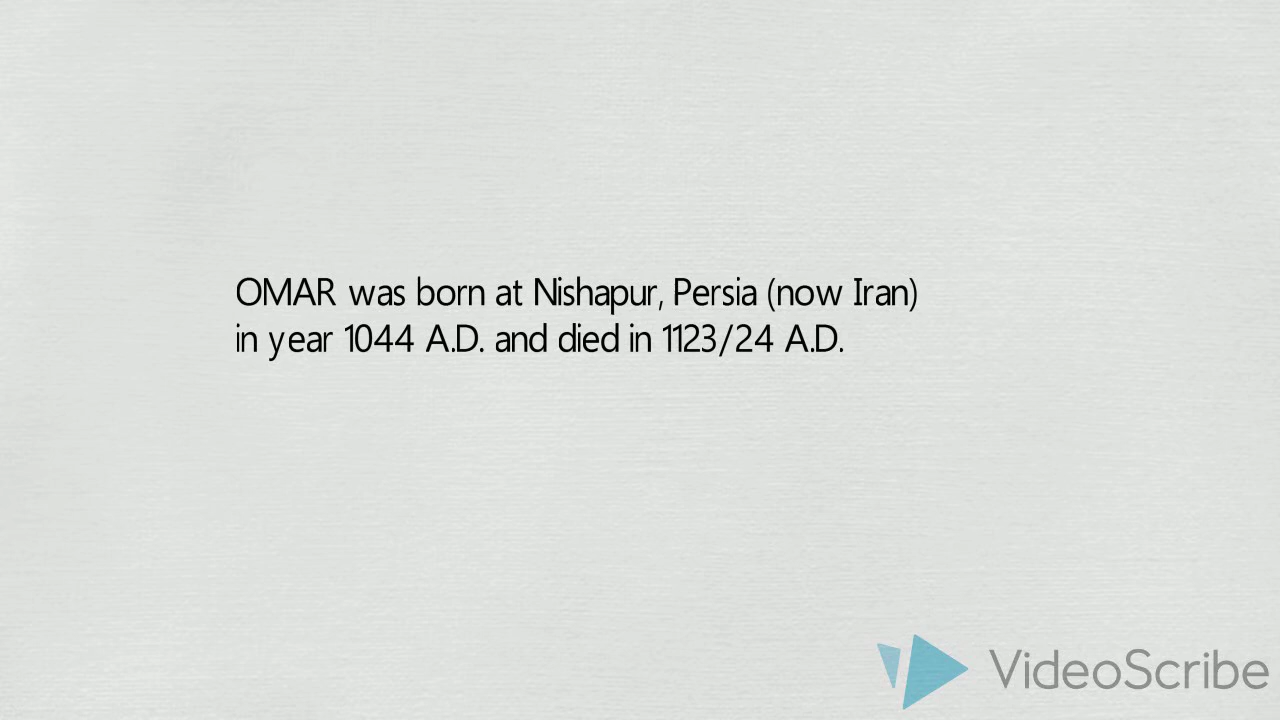 OMAR was born at Nishapur, Persia (now Iran)
in year 1044 A.D. and died in 1123/24 A.D.
VideoScribe